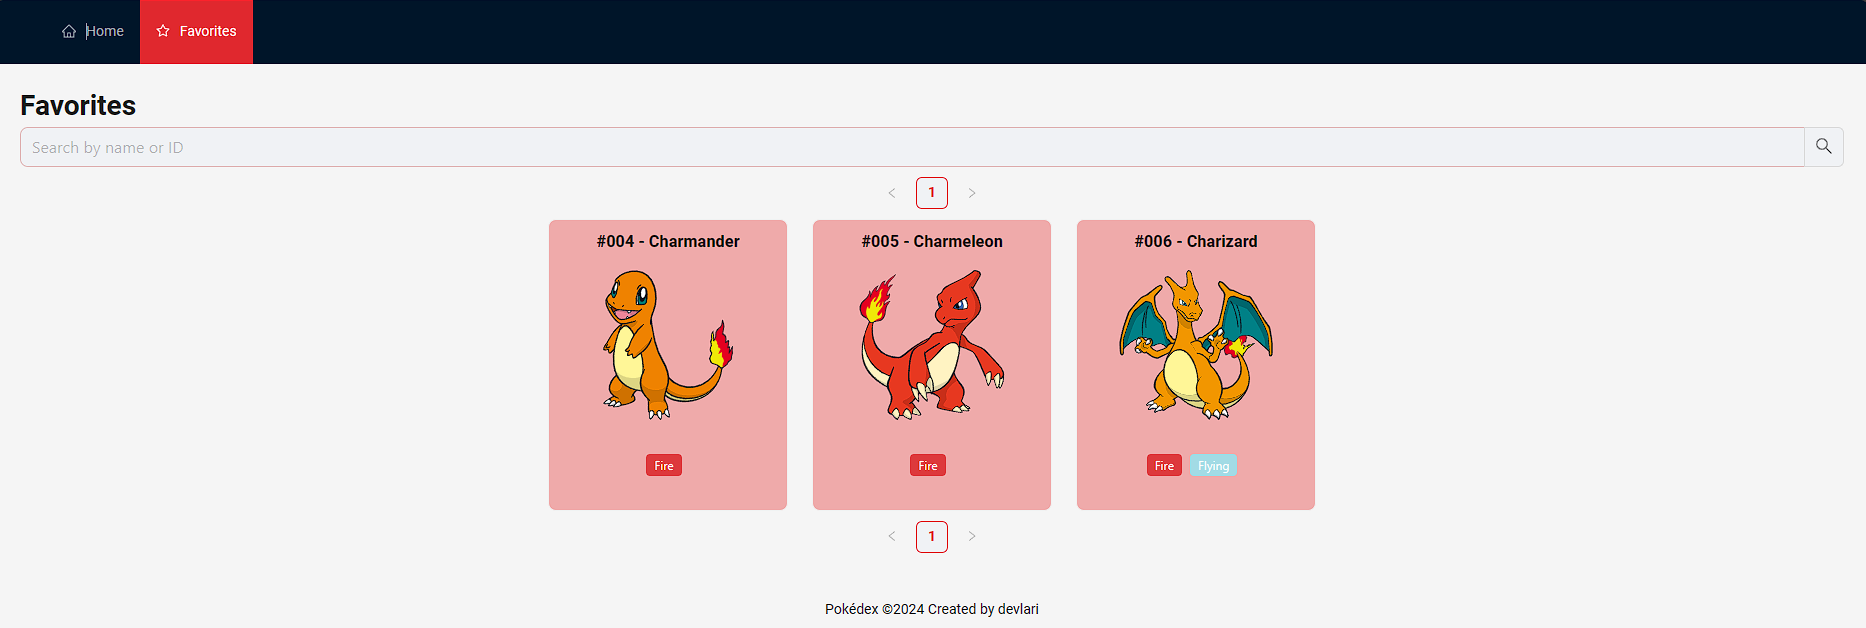 Home Favorites
Favorites
Search by name or ID
1
#004 - Charmander
Fire
#005 - Charmeleon
Fire
#006 - Charizard
Fire Flying
1
Pokédex ©2024 Created by devlari